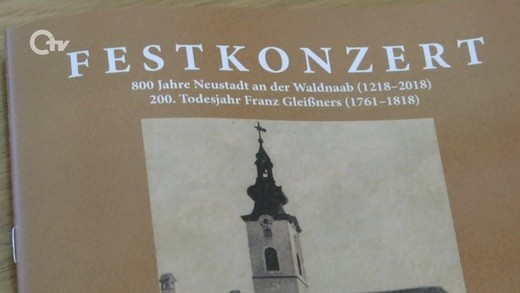 OTV
FESTKONZERT
800 Jahre Neustadt an der Waldnaab (1218–2018)
200. Todesjahr Franz Gleißners (1761–1818)